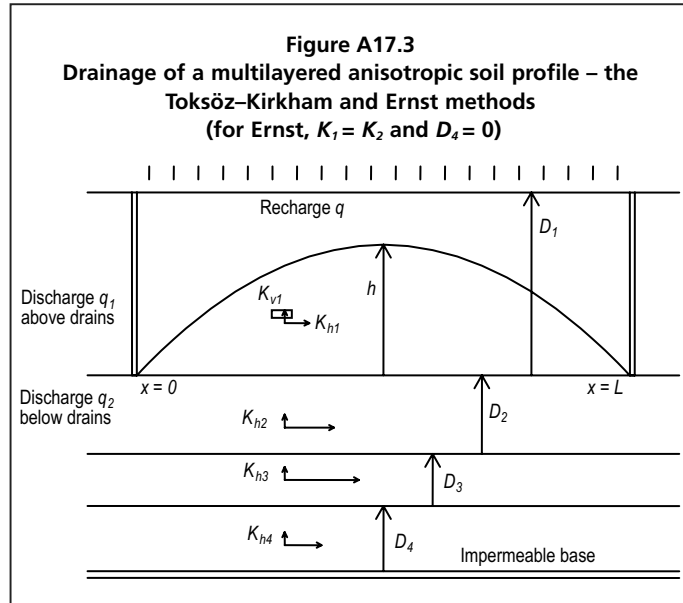 Figure A17.3
Drainage of a multilayered anisotropic soil profile – the
Toksöz–Kirkham and Ernst methods
(for Ernst, K1 = K2 and D4 = 0)
Recharge q
D1
Discharge q1
above drains
Kv1
h
Kh1
x = 0
x = L
Discharge q2
below drains
Kh2
D2
Kh3
D3
Kh4
D4
Impermeable base